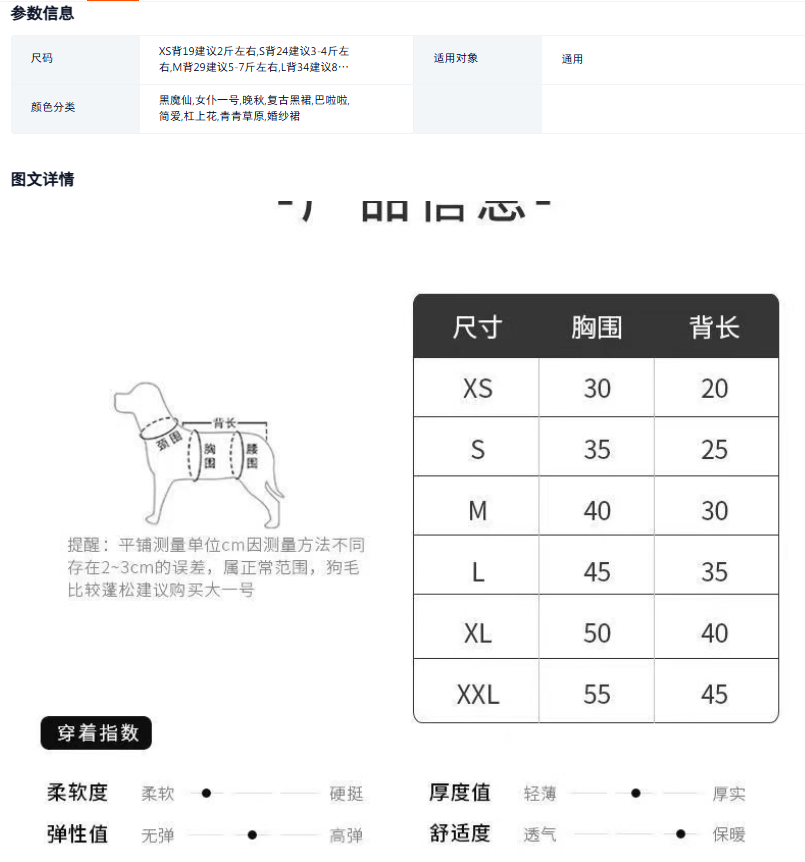 参数信息
尺码
XS背19建议2斤左右,S背24建议3-4斤左
右,M背29建议5-7斤左右,L背34建议8···
适用对象
通用
颜色分类
黑魔仙,女仆一号,晚秋,复古黑裙,巴啦啦,
简爱,杠上花,青青草原,婚纱裙
图文详情
-产品信息-
尺寸 胸围 背长
XS 30 20
S 35 25
M 40 30
L 45 35
XL 50 40
XXL 55 45
背长
颈围
胸围
腰围
提醒：平铺测量单位cm因测量方法不同
存在2~3cm的误差，属正常范围，狗毛
比较蓬松建议购买大一号
穿着指数
柔软度 柔软 硬挺
厚度值 轻薄 厚实
弹性值 无弹 高弹
舒适度 透气 保暖